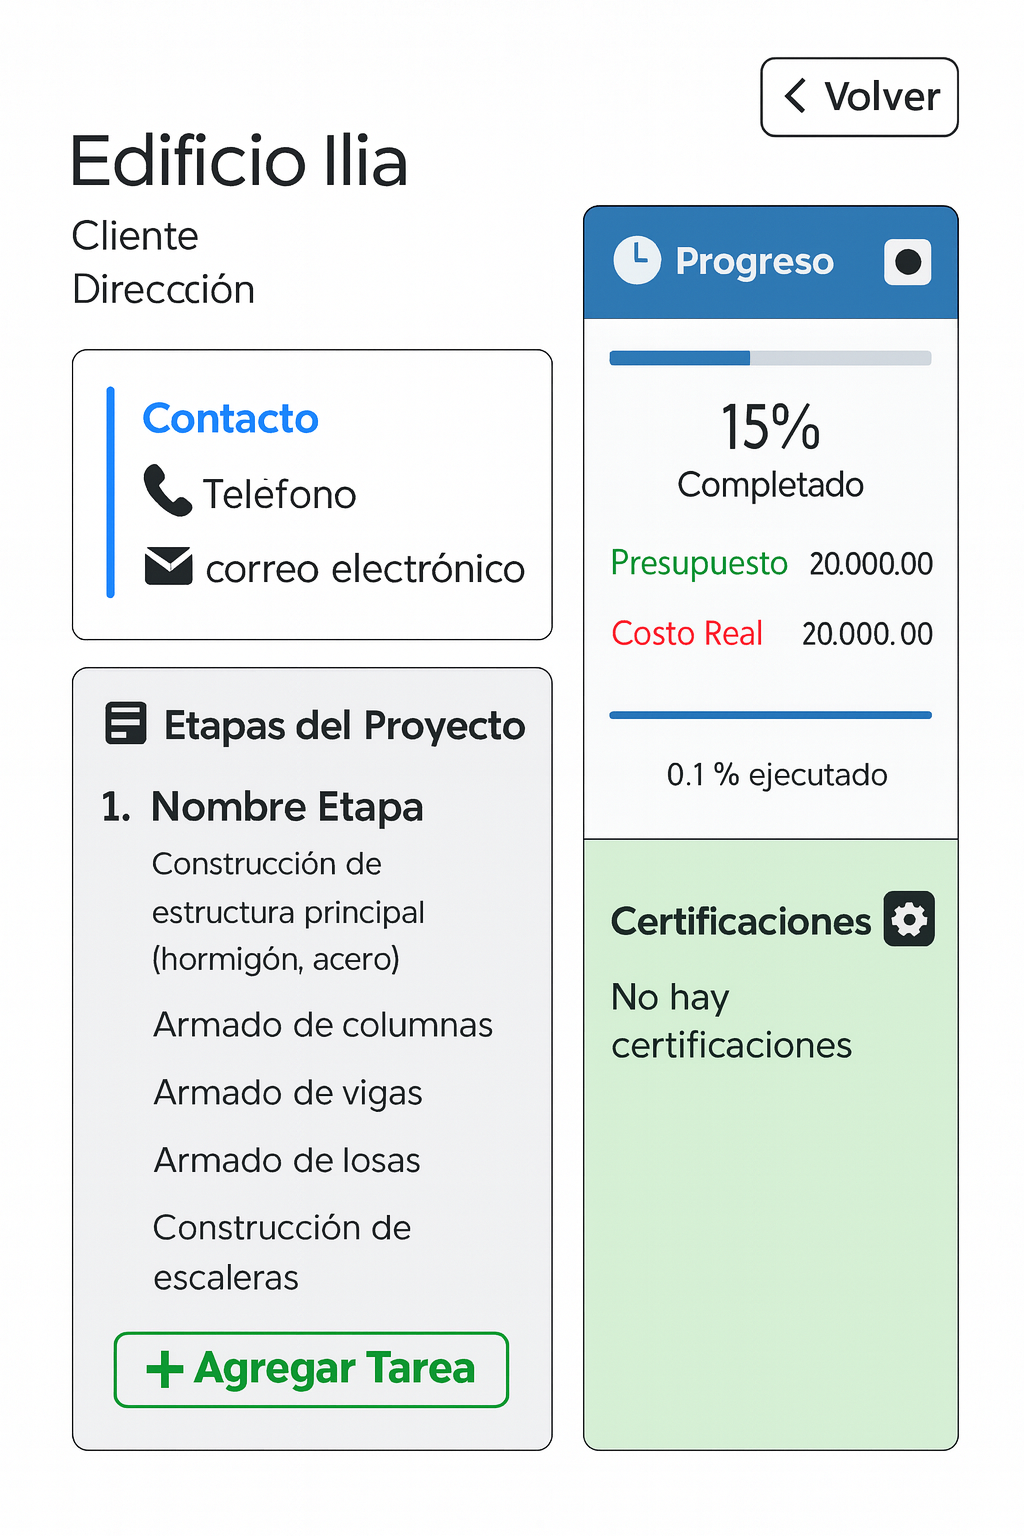 Volver
Edificio Ilia
Cliente
Direccción
Contacto
Teléfono
correo electrónico
Etapas del Proyecto
1. Nombre Etapa
Construcción de
estructura principal
(hormigón, acero)
Armado de columnas
Armado de vigas
Armado de losas
Construcción de
escaleras
+ Agregar Tarea
Progreso
15%
Completado
Presupuesto 20.000.00
Costo Real 20.000.00
0.1 % ejecutado
Certificaciones
No hay
certificaciones